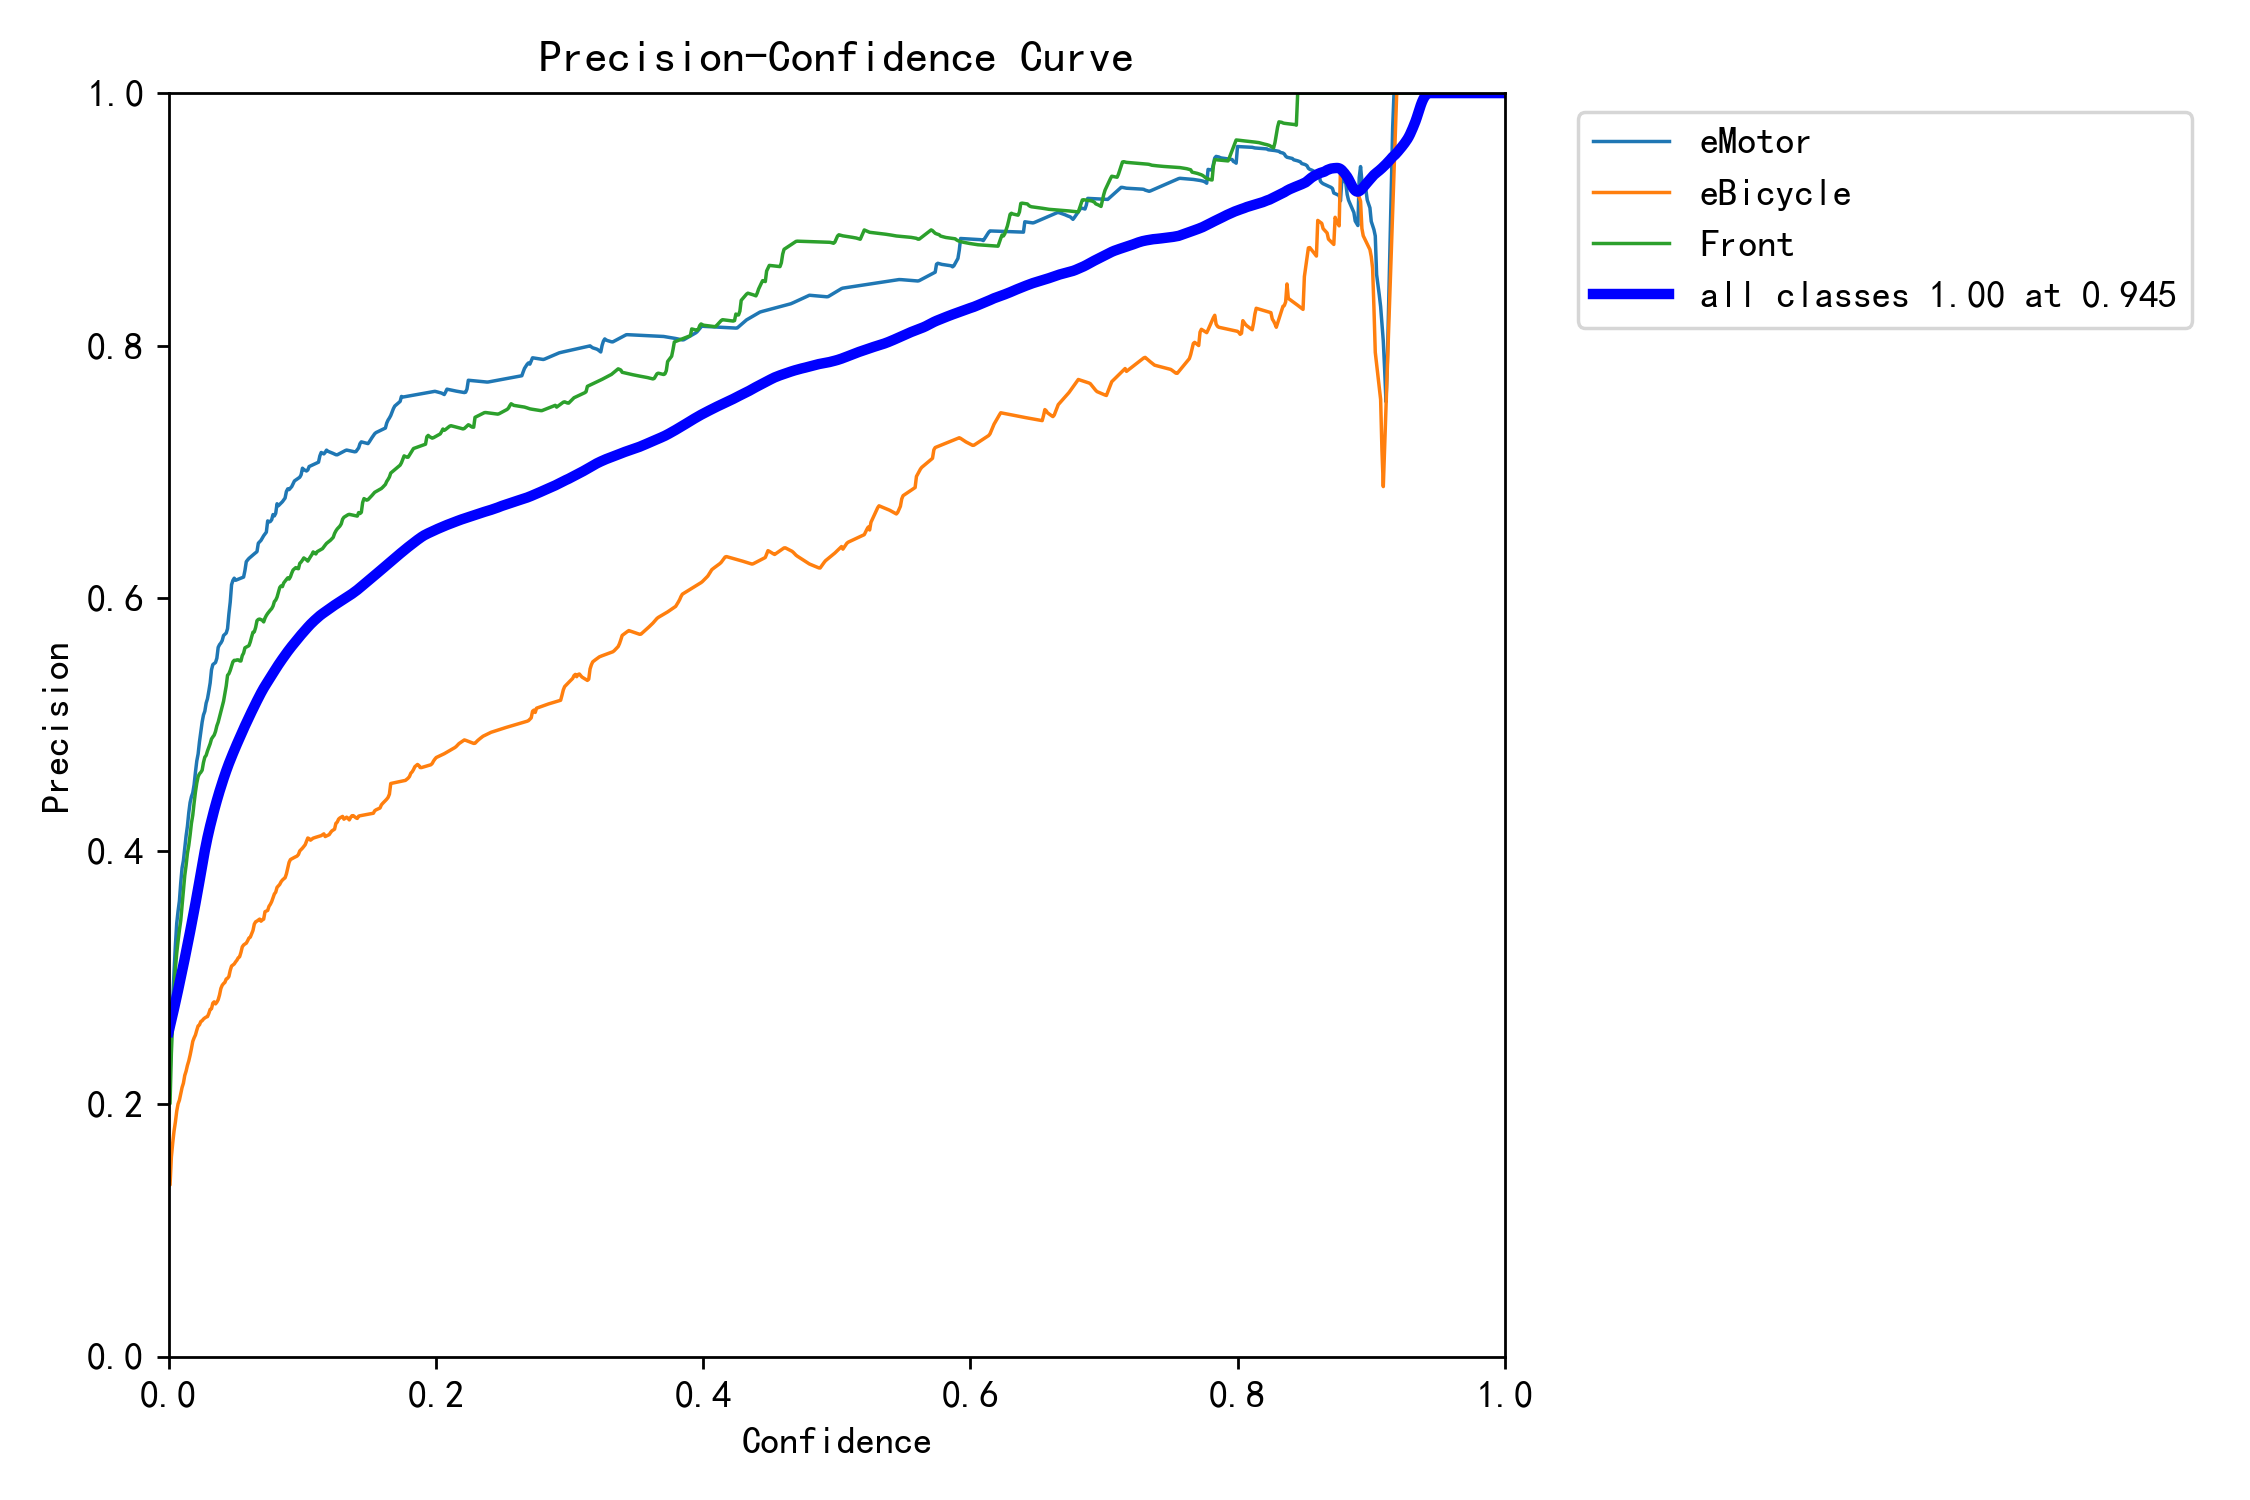 Precision-Confidence Curve
1.0
0.8
0.6
0.4
0.2
0.0
Precision
0.0 0.2 0.4 0.6 0.8 1.0
Confidence
eMotor
eBicycle
Front
all classes 1.00 at 0.945